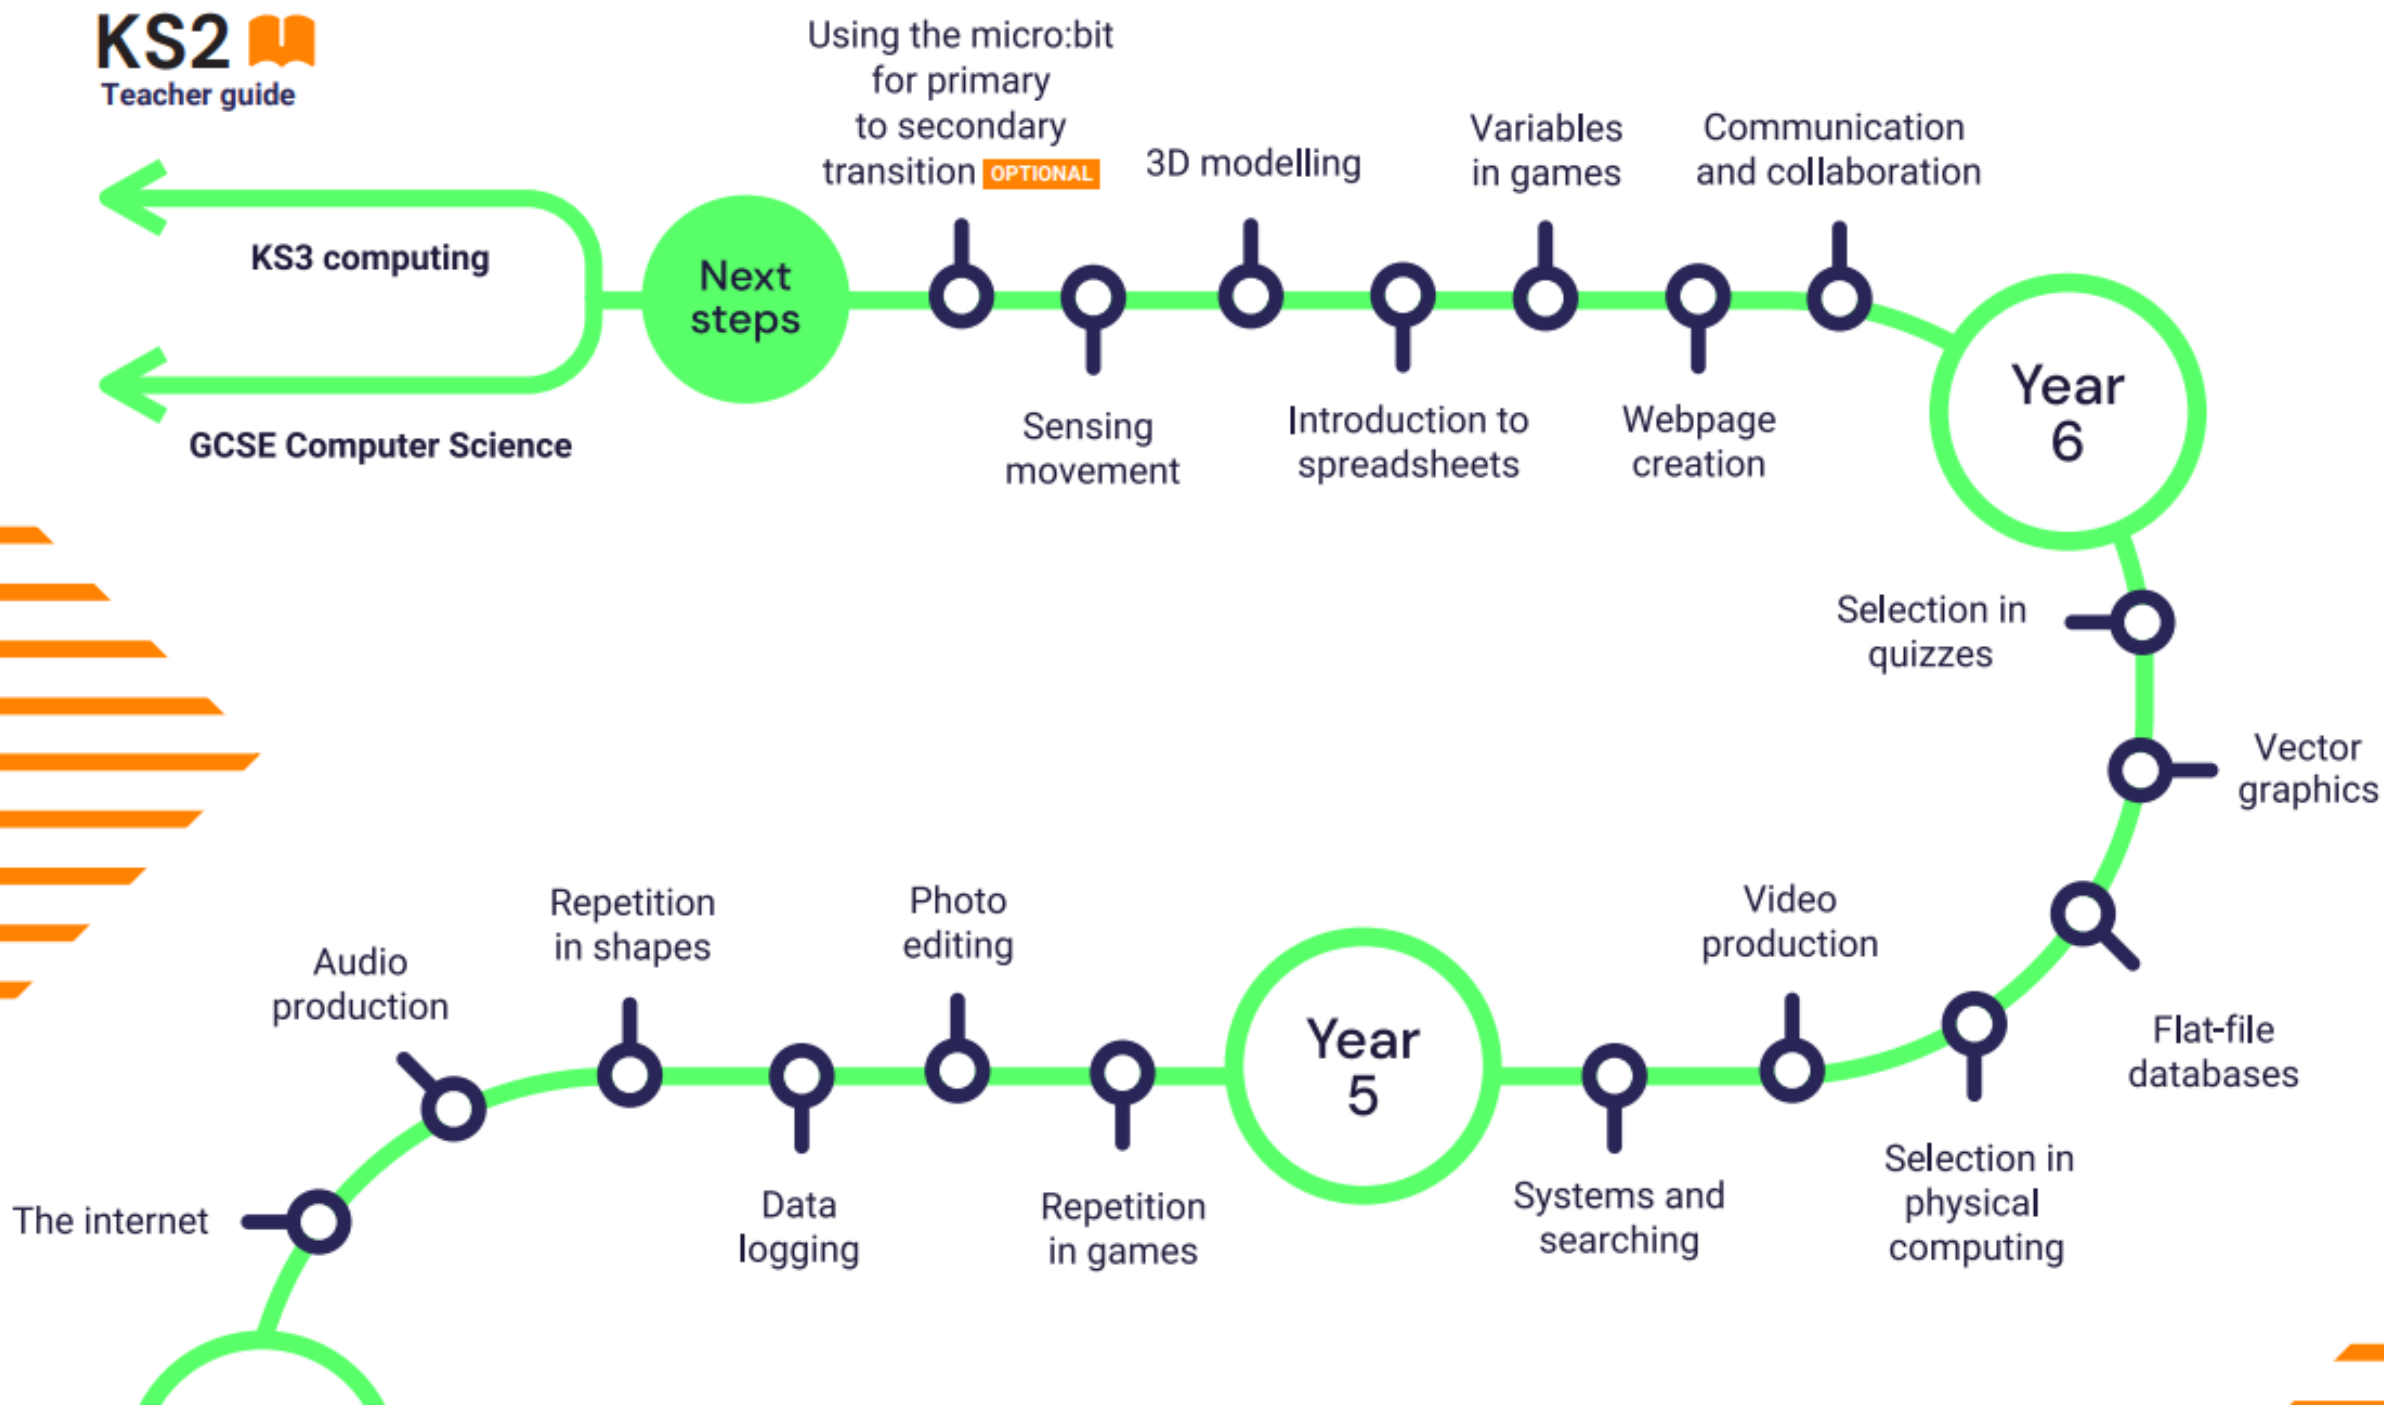 KS2
Teacher guide
Using the micro:bit
for primary
to secondary
transition OPTIONAL
3D modelling
Variables
in games
Communication
and collaboration
KS3 computing
Next
steps
GCSE Computer Science
Sensing
movement
Introduction to
spreadsheets
Webpage
creation
Year
6
Selection in
quizzes
Vector
graphics
Flat-file
databases
Selection in
physical
computing
Video
production
Systems and
searching
Year
5
Repetition
in games
Photo
editing
Data
logging
Repetition
in shapes
Audio
production
The internet